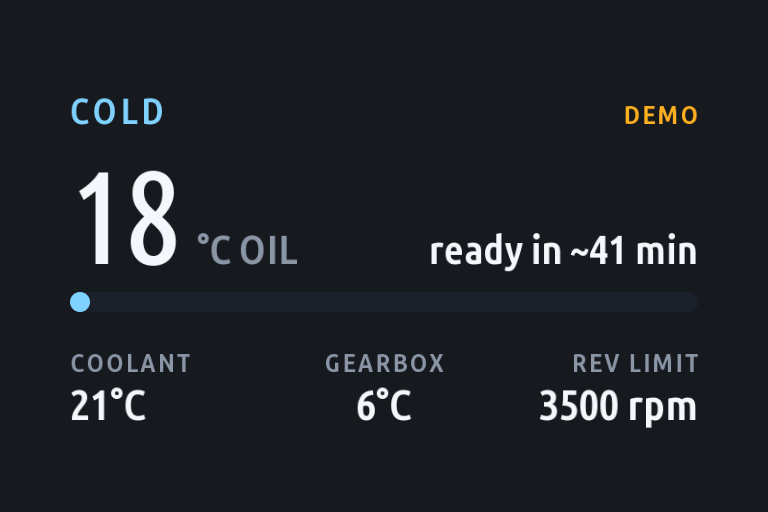 COLD DEMO
18 °C OIL ready in ~41 min
COOLANT GEARBOX REV LIMIT
21°C 6°C 3500 rpm